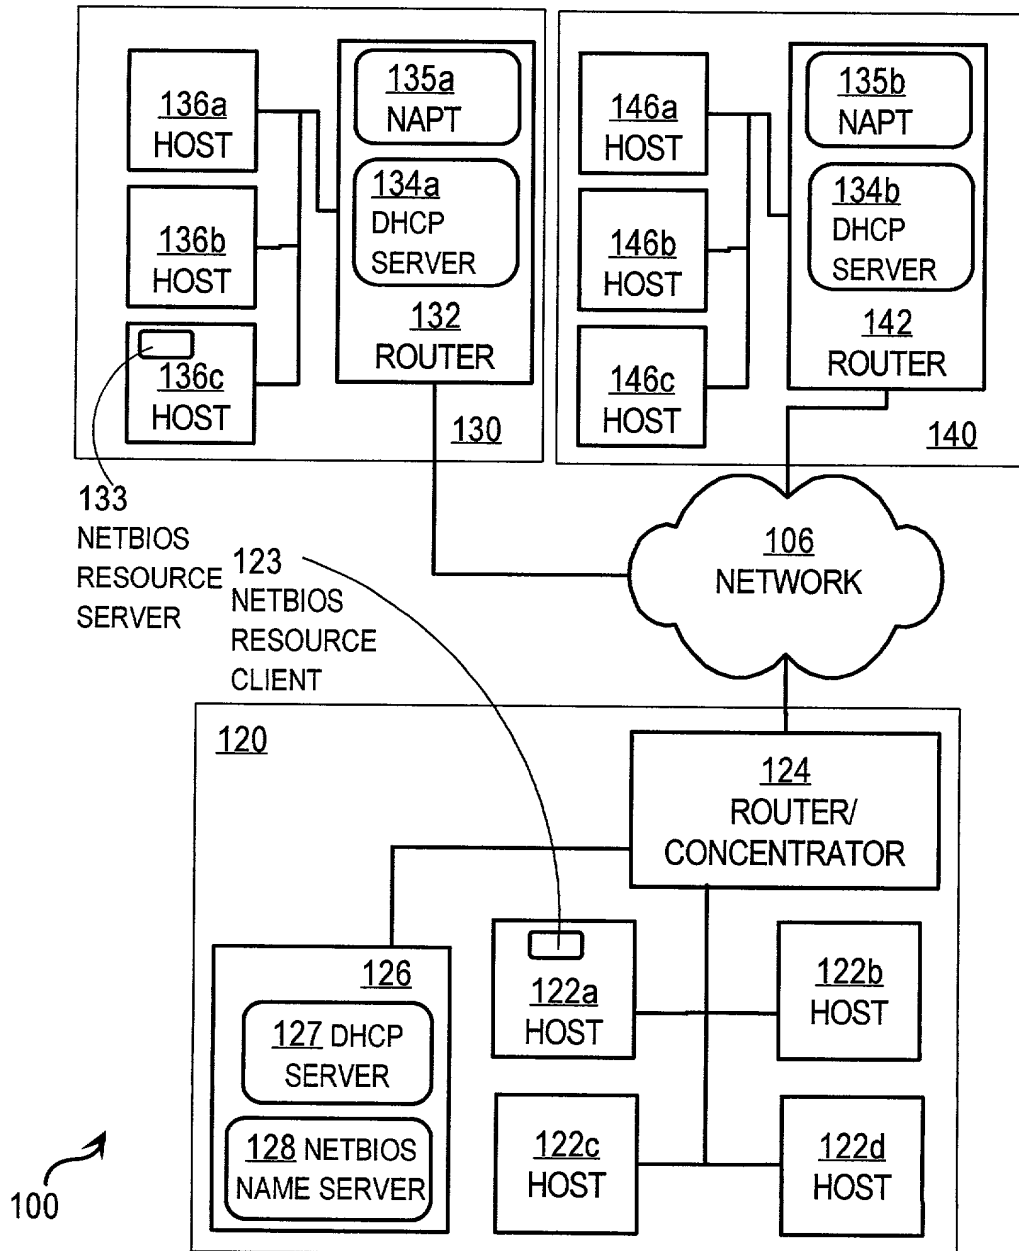 136a
HOST
136b
HOST
136c
HOST
135a
NAPT
134a
DHCP
SERVER
132
ROUTER
130
146a
HOST
146b
HOST
146c
HOST
135b
NAPT
134b
DHCP
SERVER
142
ROUTER
140
133
NETBIOS
RESOURCE
SERVER
123
NETBIOS
RESOURCE
CLIENT
106
NETWORK
120
124
ROUTER/
CONCENTRATOR
126
127 DHCP
SERVER
128 NETBIOS
NAME SERVER
122a
HOST
122b
HOST
122c
HOST
122d
HOST
100